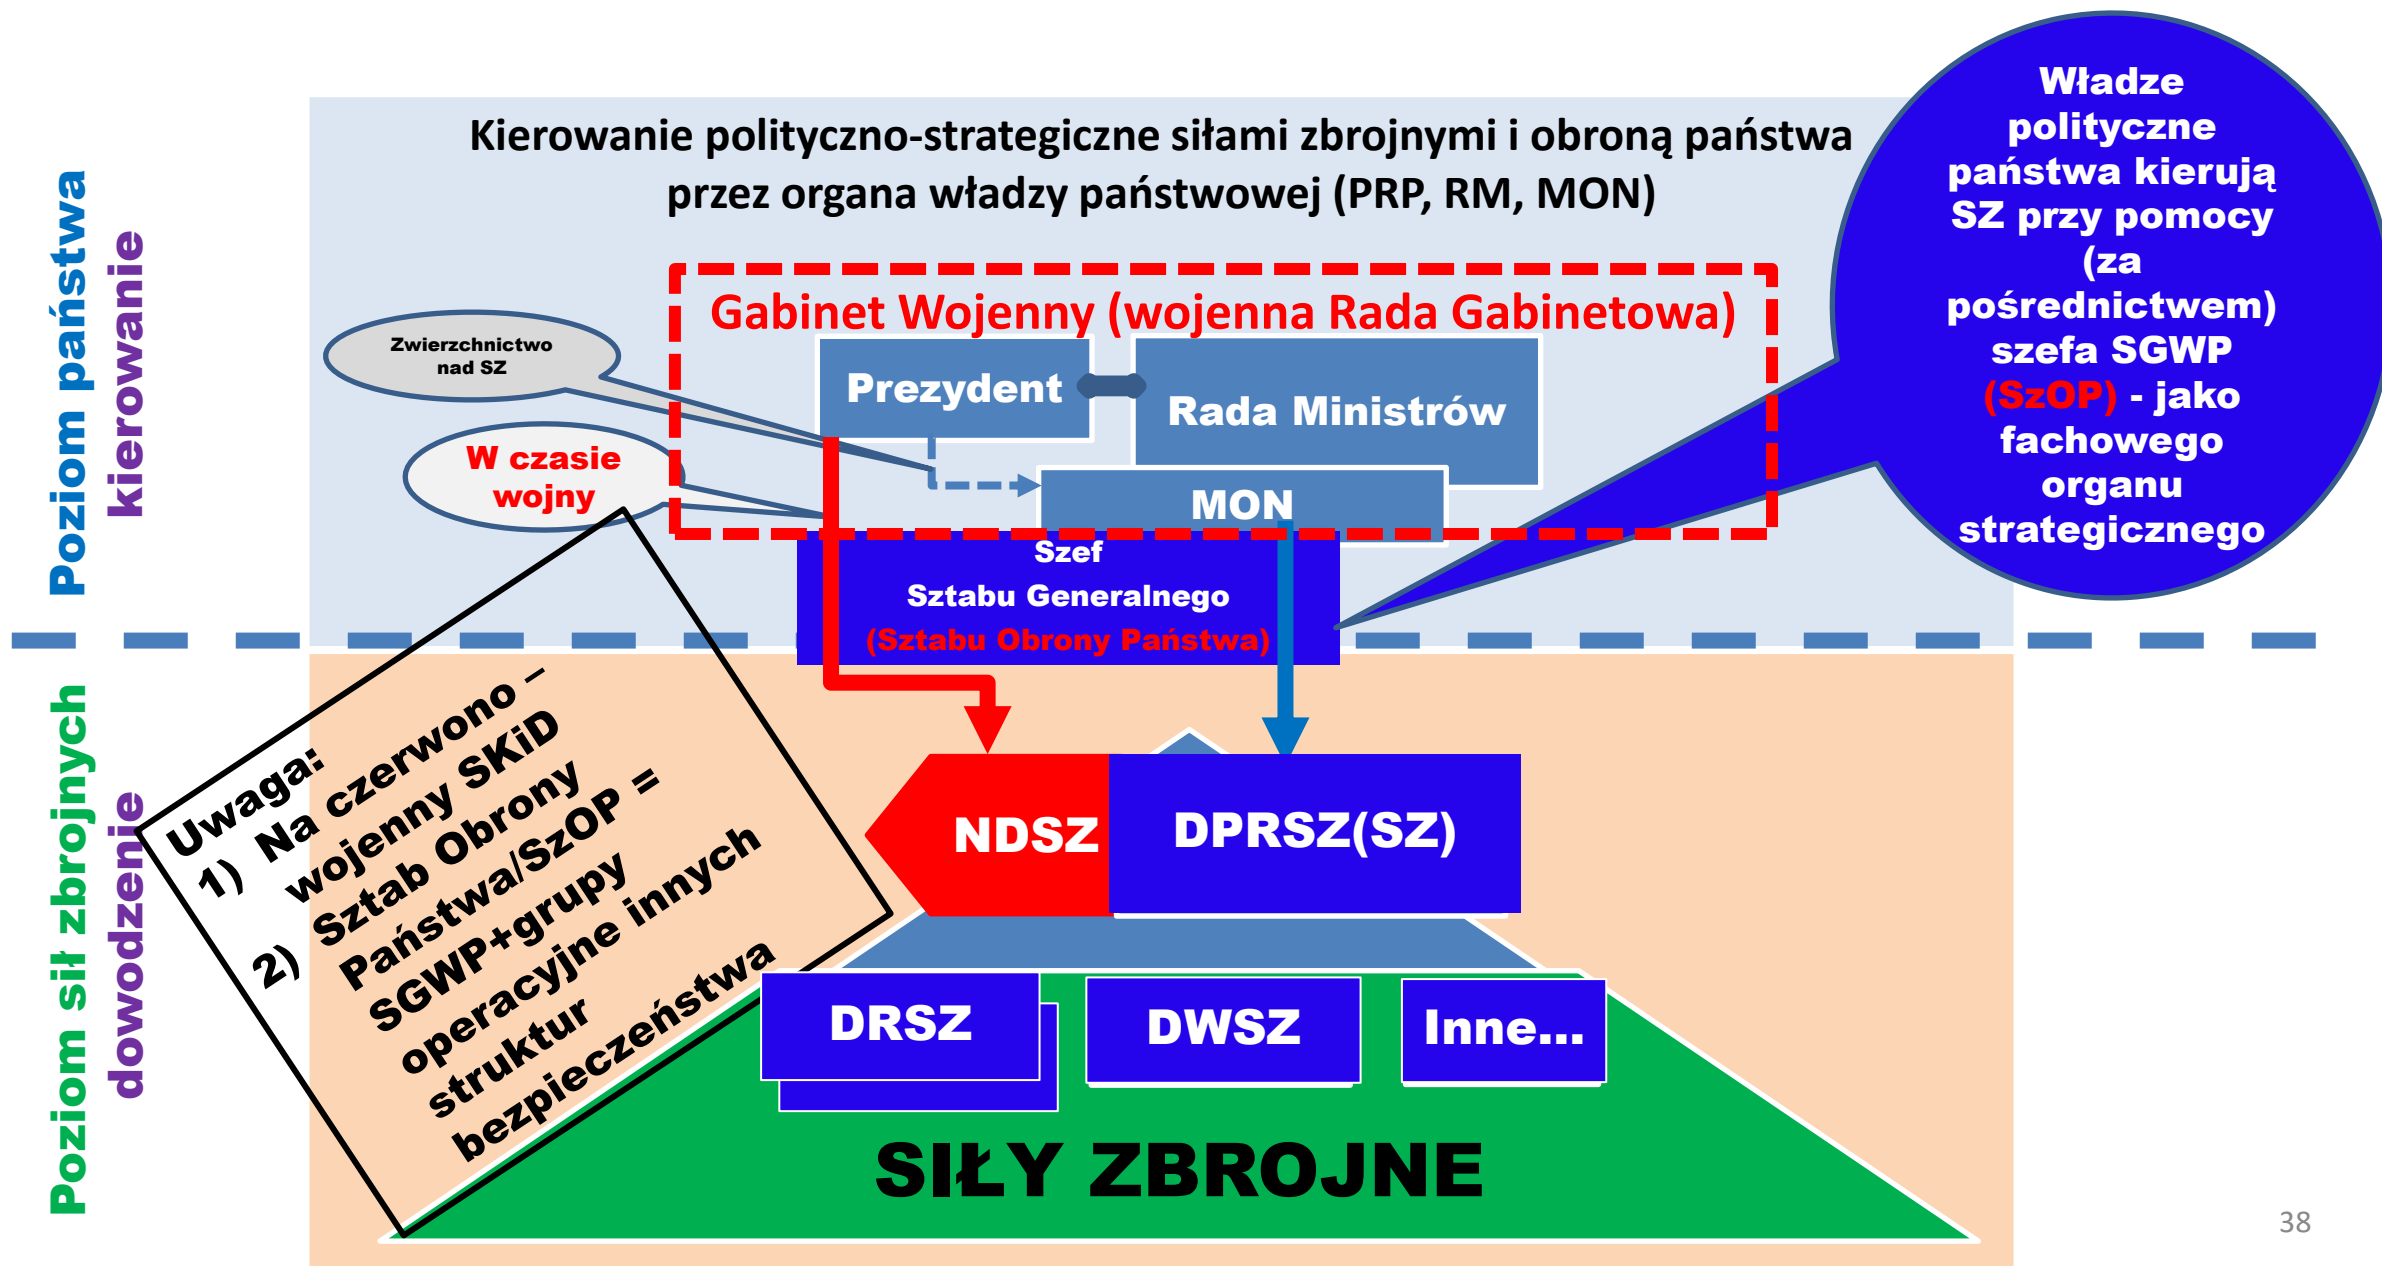 Poziom państwa
kierowanie
Kierowanie polityczno-strategiczne siłami zbrojnymi i obroną państwa
przez organa władzy państwowej (PRP, RM, MON)
Gabinet Wojenny (wojenna Rada Gabinetowa)
Zwierzchnictwo
nad SZ
W czasie
wojny
Prezydent
Rada Ministrów
MON
Szef
Sztabu Generalnego
(Sztabu Obrony Państwa)
Władze
polityczne
państwa kierują
SZ przy pomocy
(za
pośrednictwem)
szefa SGWP
(SzOP) - jako
fachowego
organu
strategicznego
Poziom sił zbrojnych
dowodzenie
Uwaga:
1) Na czerwono –
wojenny SKiD
2) Sztab Obrony
Państwa/SzOP =
SGWP+grupy
operacyjne innych
struktur
bezpieczeństwa
NDSZ
DPRSZ(SZ)
DRSZ
DWSZ
Inne...
SIŁY ZBROJNE
38